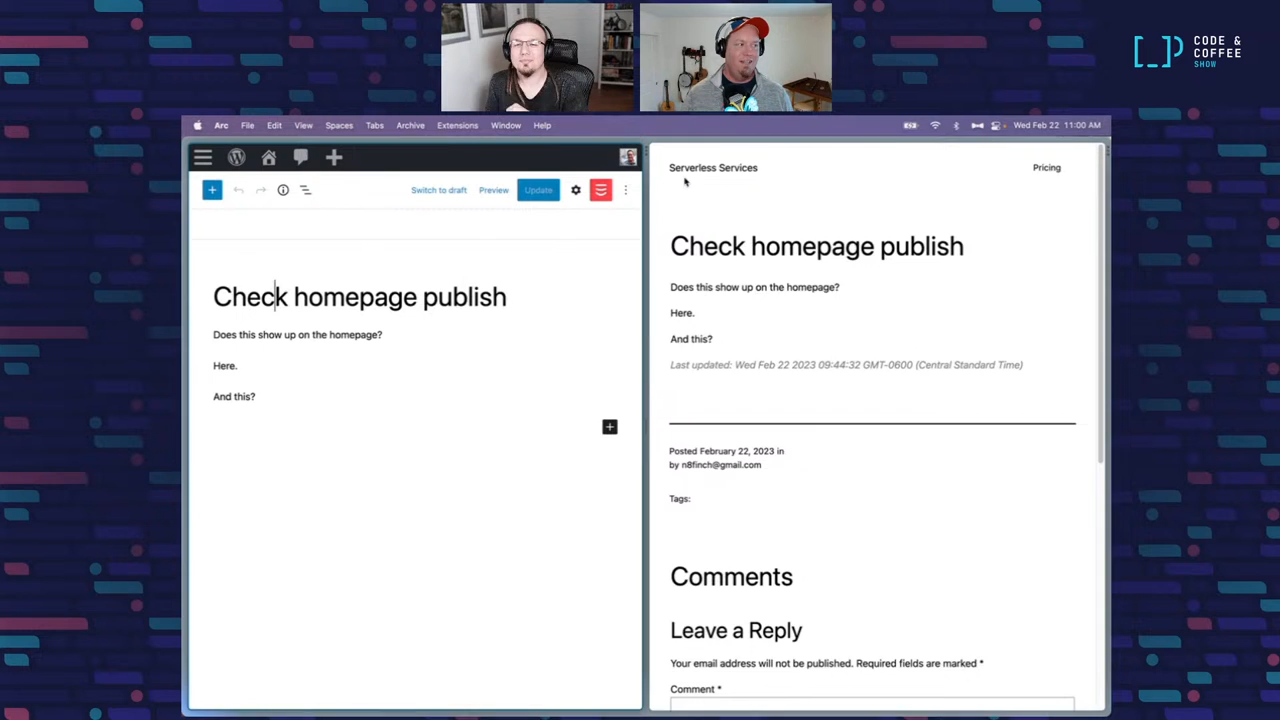 CODE &
COFFEE
SHOW
Arc File Edit View Spaces Tabs Archive Extensions Window Help Wed Feb 22 11:00 AM
Switch to draft Preview Update
Check homepage publish
Does this show up on the homepage?
Here.
And this?
Serverless Services Pricing
Check homepage publish
Does this show up on the homepage?
Here.
And this?
Last updated: Wed Feb 22 2023 09:44:32 GMT-0600 (Central Standard Time)
Posted February 22, 2023 in
by n8finch@gmail.com
Tags:
Comments
Leave a Reply
Your email address will not be published. Required fields are marked *
Comment *